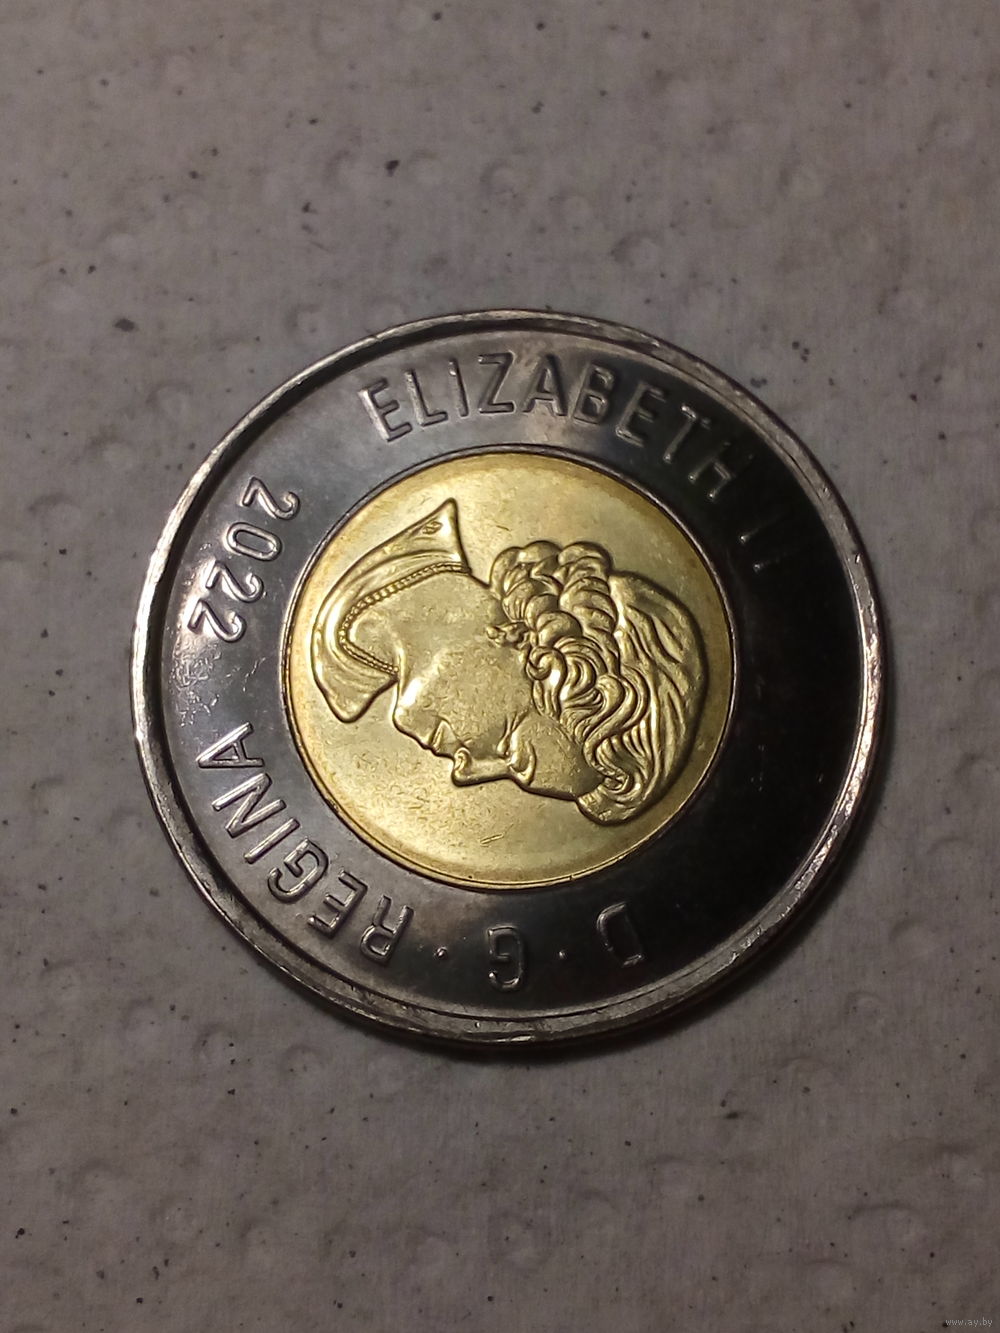 ELIZABETH II
D · G · REGINA
2022
www.ay.by